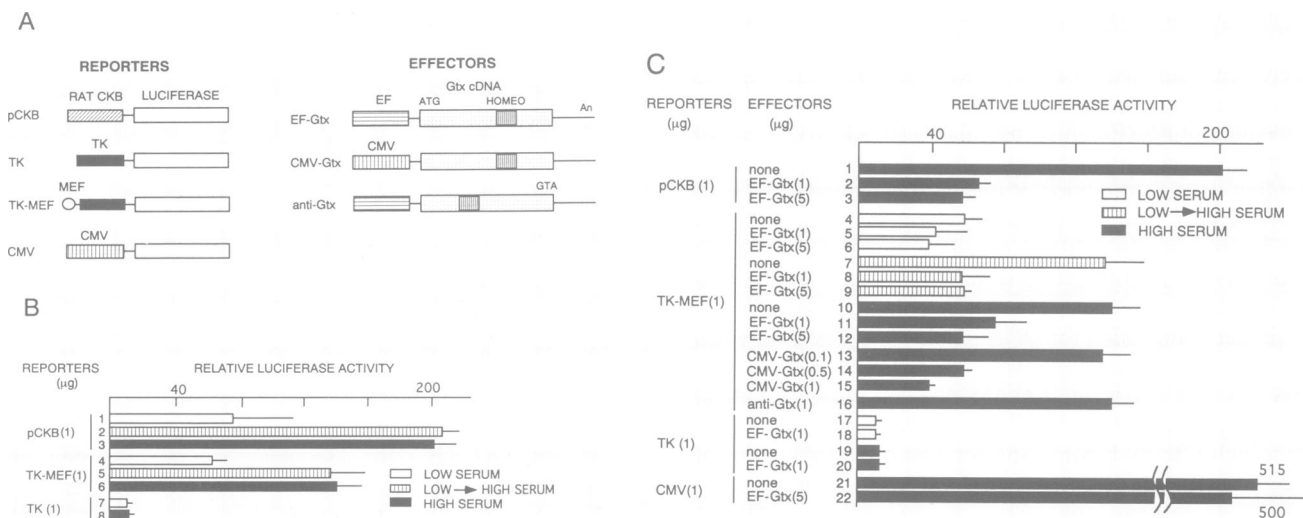 A
REPORTERS
RAT CKB LUCIFERASE
pCKB
TK
TK
MEF
TK-MEF
CMV
CMV
EFFECTORS
Gtx cDNA
EF ATG HOMEO An
EF-Gtx
CMV
CMV-Gtx
GTA
anti-Gtx
B
REPORTERS RELATIVE LUCIFERASE ACTIVITY
(µg) 40 200
pCKB(1) 1
2
3
TK-MEF(1) 4
5
6
TK (1) 7
8
LOW SERUM
LOW → HIGH SERUM
HIGH SERUM
C
REPORTERS EFFECTORS RELATIVE LUCIFERASE ACTIVITY
(µg) (µg) 40 200
pCKB (1) none 1
EF-Gtx(1) 2
EF-Gtx(5) 3
TK-MEF(1) none 4
EF-Gtx(1) 5
EF-Gtx(5) 6
none 7
EF-Gtx(1) 8
EF-Gtx(5) 9
none 10
EF-Gtx(1) 11
EF-Gtx(5) 12
CMV-Gtx(0.1) 13
CMV-Gtx(0.5) 14
CMV-Gtx(1) 15
anti-Gtx(1) 16
TK (1) none 17
EF-Gtx(1) 18
none 19
EF-Gtx(1) 20
CMV(1) none 21 515
EF-Gtx(5) 22 500
LOW SERUM
LOW → HIGH SERUM
HIGH SERUM